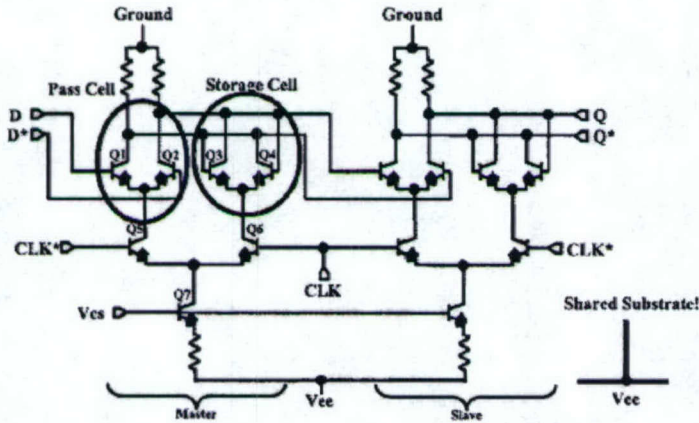 Ground
Ground
Pass Cell
Storage Cell
D
D*
Q1
Q2
Q3
Q4
Q
Q*
Q5
Q6
CLK*
CLK
CLK*
Q7
Vcs
Shared Substrate!
Vee
Vee
Master
Slave